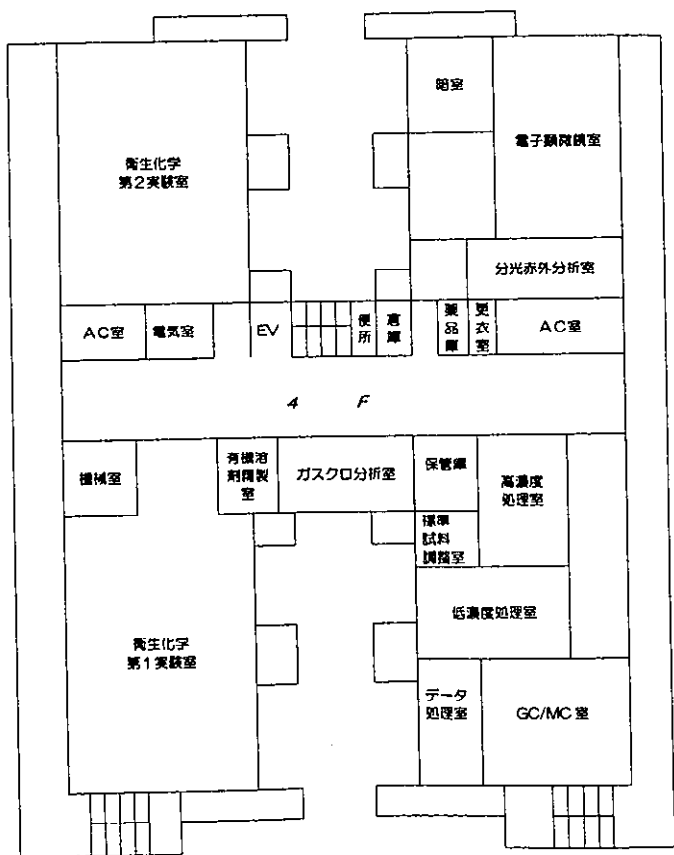 暗室
電子顕微鏡室
衛生化学
第2実験室
分光赤外分析室
AC室
電気室
EV
便所
倉庫
薬品庫
更衣室
AC室
4 F
機械室
有機溶
剤精製
室
ガスクロ分析室
保管庫
高濃度
処理室
標準
試料
調整室
低濃度処理室
衛生化学
第1実験室
データ
処理室
GC/MC室